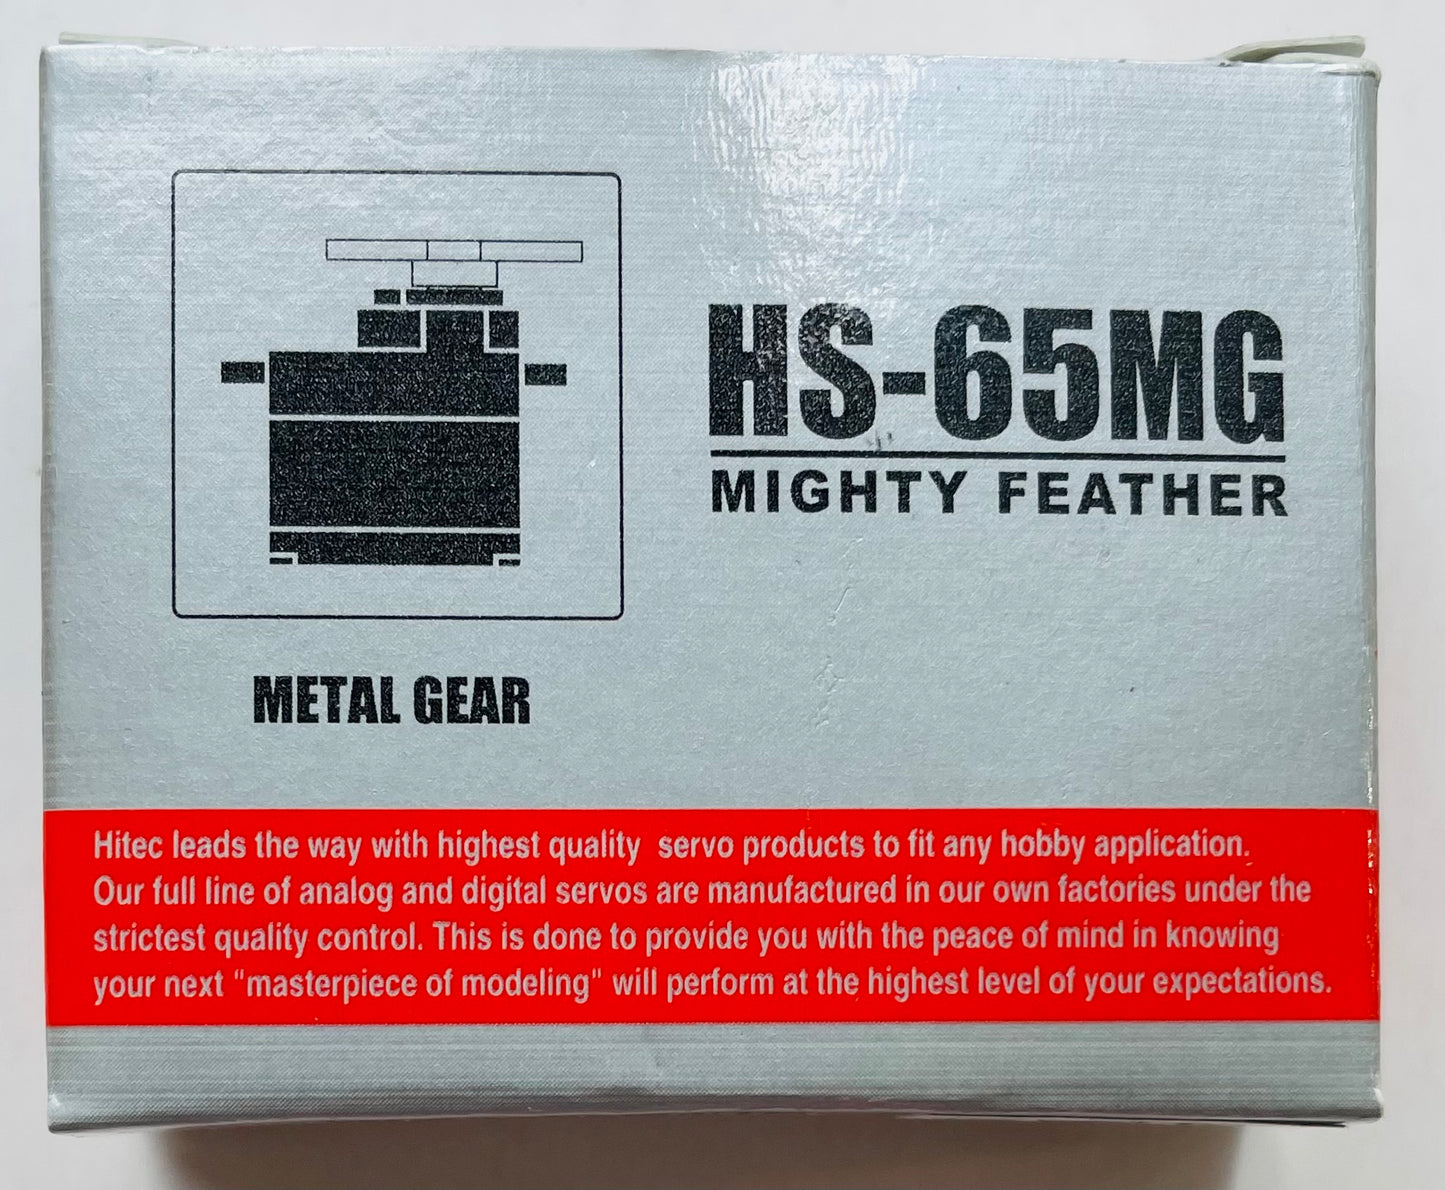 HS-65MG
MIGHTY FEATHER
METAL GEAR
Hitec leads the way with highest quality servo products to fit any hobby application.
Our full line of analog and digital servos are manufactured in our own factories under the
strictest quality control. This is done to provide you with the peace of mind in knowing
your next "masterpiece of modeling" will perform at the highest level of your expectations.